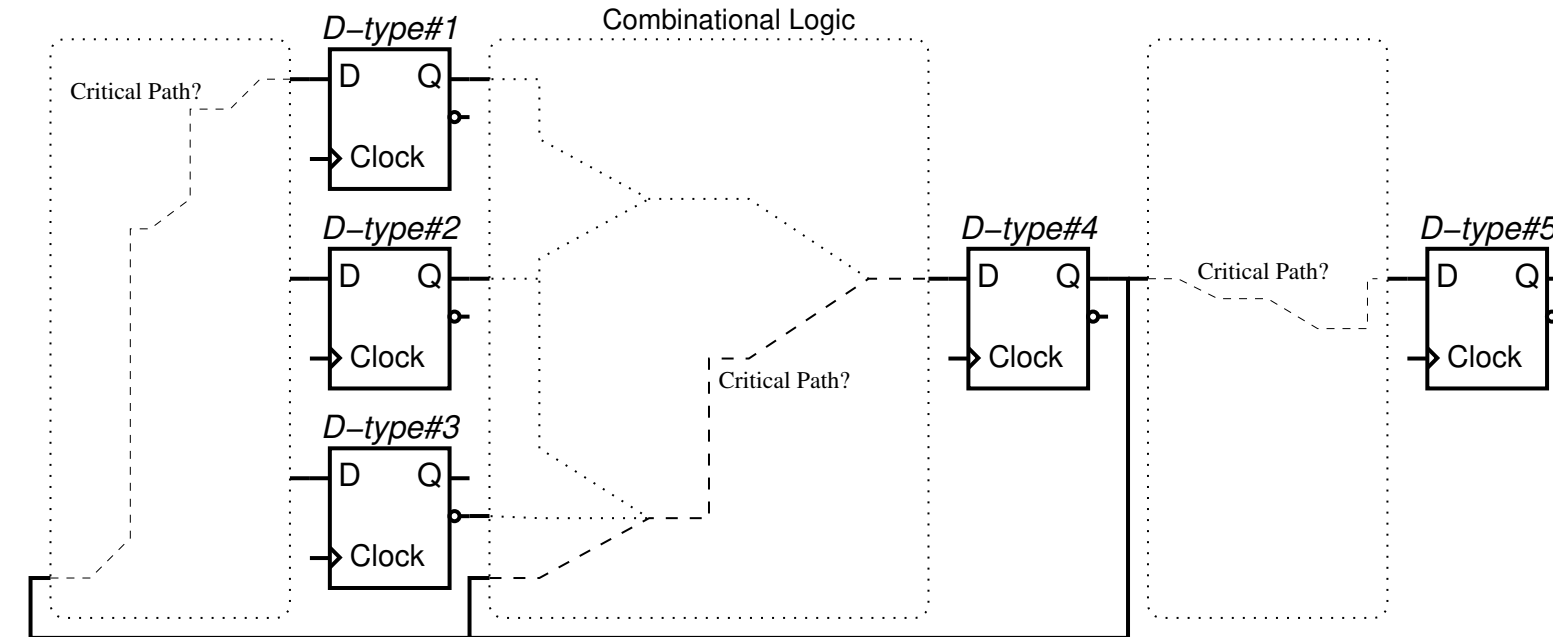 Combinational Logic
D−type#1
D Q
Clock
Critical Path?
D−type#2
D Q
Clock
D−type#3
D Q
Clock
Critical Path?
D−type#4
D Q
Clock
Critical Path?
D−type#5
D Q
Clock